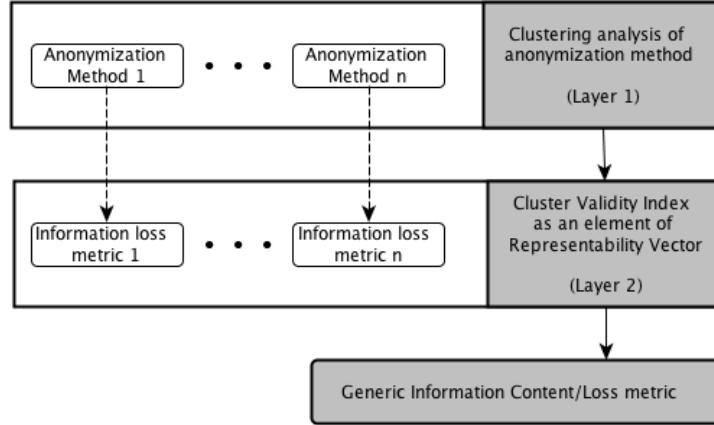 Anonymization
Method 1
Anonymization
Method n
Clustering analysis of
anonymization method
(Layer 1)
Information loss
metric 1
Information loss
metric n
Cluster Validity Index
as an element of
Representability Vector
(Layer 2)
Generic Information Content/Loss metric